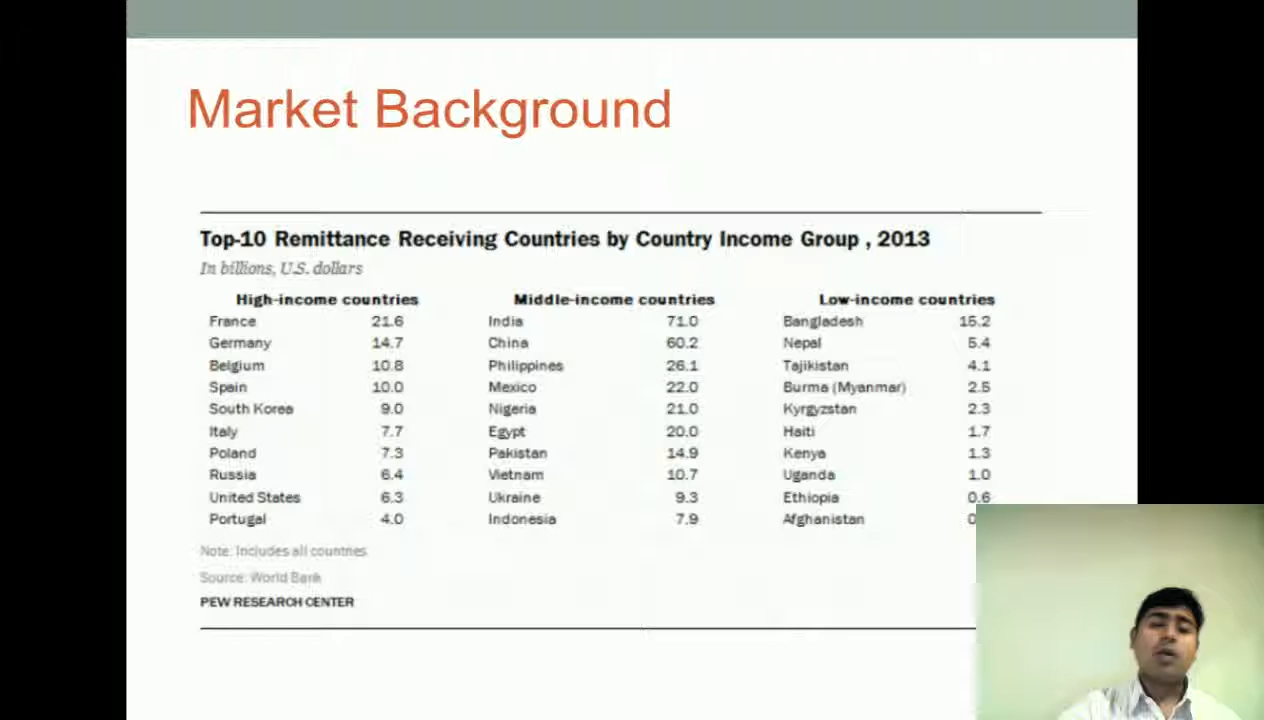 Market Background
Top-10 Remittance Receiving Countries by Country Income Group , 2013
In billions, U.S. dollars
High-income countries Middle-income countries Low-income countries
France 21.6 India 71.0 Bangladesh 15.2
Germany 14.7 China 60.2 Nepal 5.4
Belgium 10.8 Philippines 26.1 Tajikistan 4.1
Spain 10.0 Mexico 22.0 Burma (Myanmar) 2.5
South Korea 9.0 Nigeria 21.0 Kyrgyzstan 2.3
Italy 7.7 Egypt 20.0 Haiti 1.7
Poland 7.3 Pakistan 14.9 Kenya 1.3
Russia 6.4 Vietnam 10.7 Uganda 1.0
United States 6.3 Ukraine 9.3 Ethiopia 0.6
Portugal 4.0 Indonesia 7.9 Afghanistan
Note: Includes all countries
Source: World Bank
PEW RESEARCH CENTER